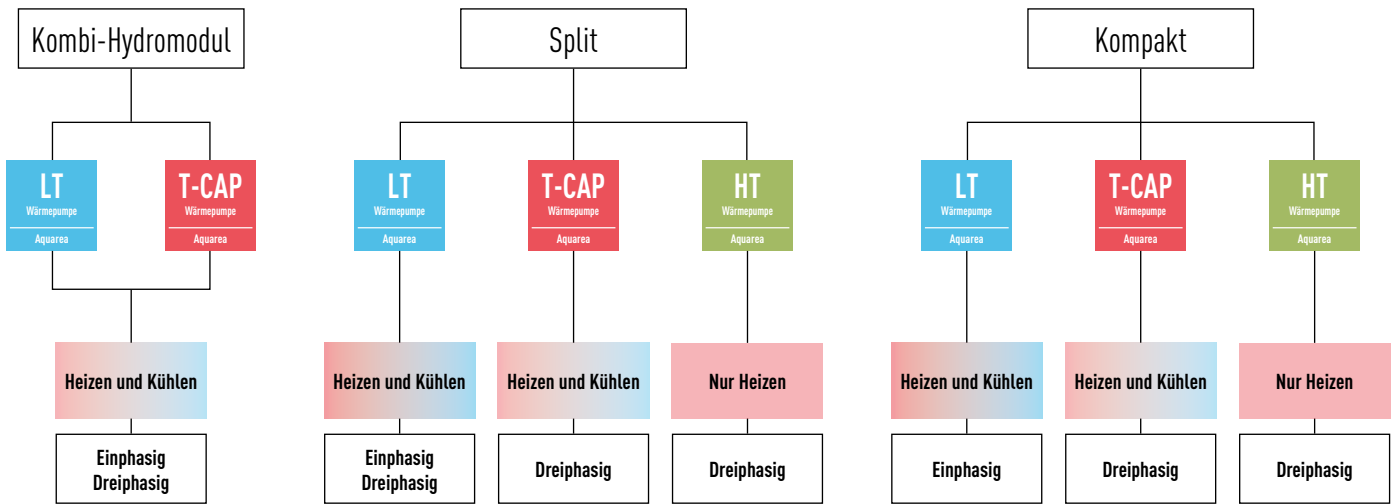 Kombi-Hydromodul
Split
Kompakt
LT
Wärmepumpe
Aquarea
T-CAP
Wärmepumpe
Aquarea
LT
Wärmepumpe
Aquarea
T-CAP
Wärmepumpe
Aquarea
HT
Wärmepumpe
Aquarea
LT
Wärmepumpe
Aquarea
T-CAP
Wärmepumpe
Aquarea
HT
Wärmepumpe
Aquarea
Heizen und Kühlen
Heizen und Kühlen
Heizen und Kühlen
Nur Heizen
Heizen und Kühlen
Heizen und Kühlen
Nur Heizen
Einphasig
Dreiphasig
Einphasig
Dreiphasig
Dreiphasig
Dreiphasig
Einphasig
Dreiphasig
Dreiphasig